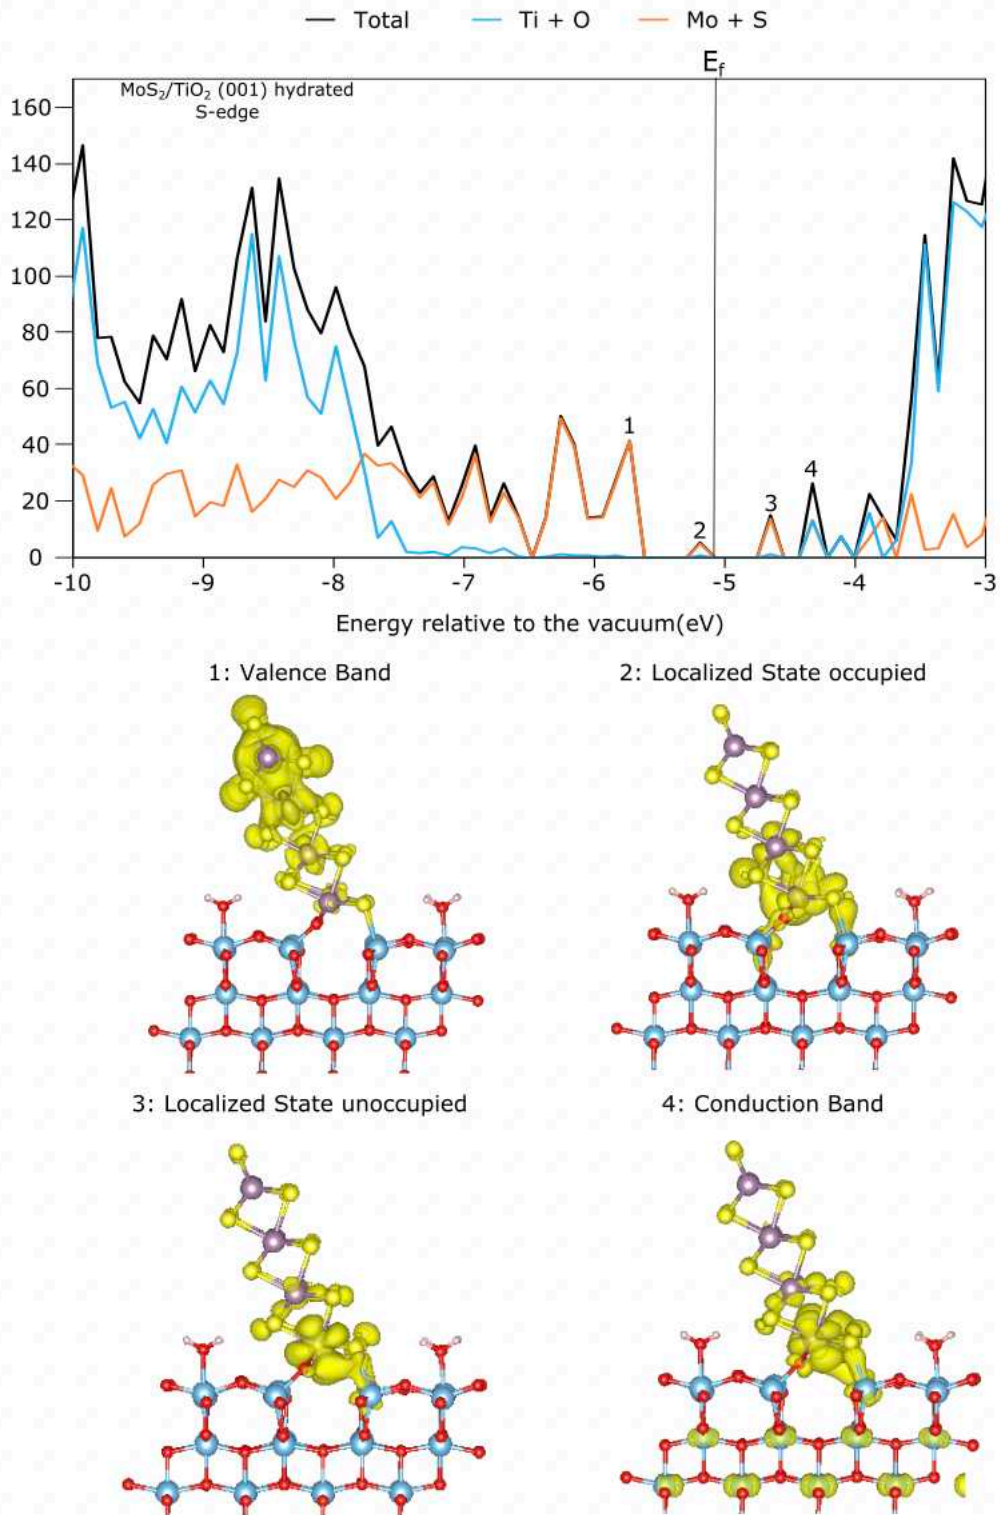 Total Ti + O Mo + S
E_f
MoS₂/TiO₂ (001) hydrated
S-edge
160
140
120
100
80
60
40
20
0
1
2
3
4
-10 -9 -8 -7 -6 -5 -4 -3
Energy relative to the vacuum(eV)
1: Valence Band
2: Localized State occupied
3: Localized State unoccupied
4: Conduction Band